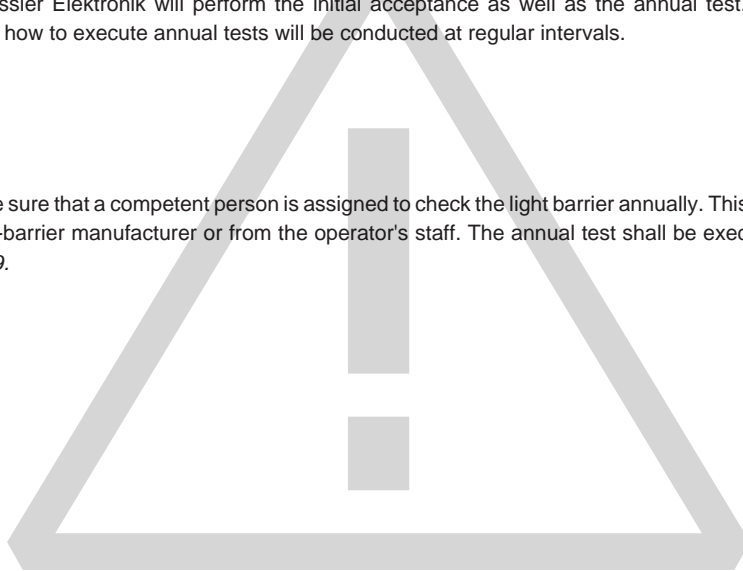 ssler Elektronik will perform the initial acceptance as well as the annual test.
how to execute annual tests will be conducted at regular intervals.
e sure that a competent person is assigned to check the light barrier annually. This
-barrier manufacturer or from the operator's staff. The annual test shall be exec
9.